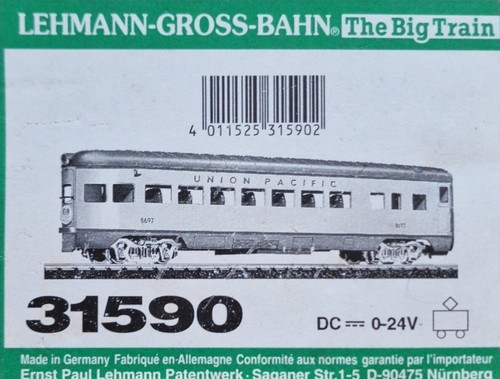 LEHMANN-GROSS-BAHN® The Big Train
4 011525 315902
UNION PACIFIC
8697
31590
DC 0-24V
Made in Germany Fabriqué en-Allemagne Conformité aux normes garantie par l'importateur
Ernst Paul Lehmann Patentwerk · Saganer Str.1-5 D-90475 Nürnberg